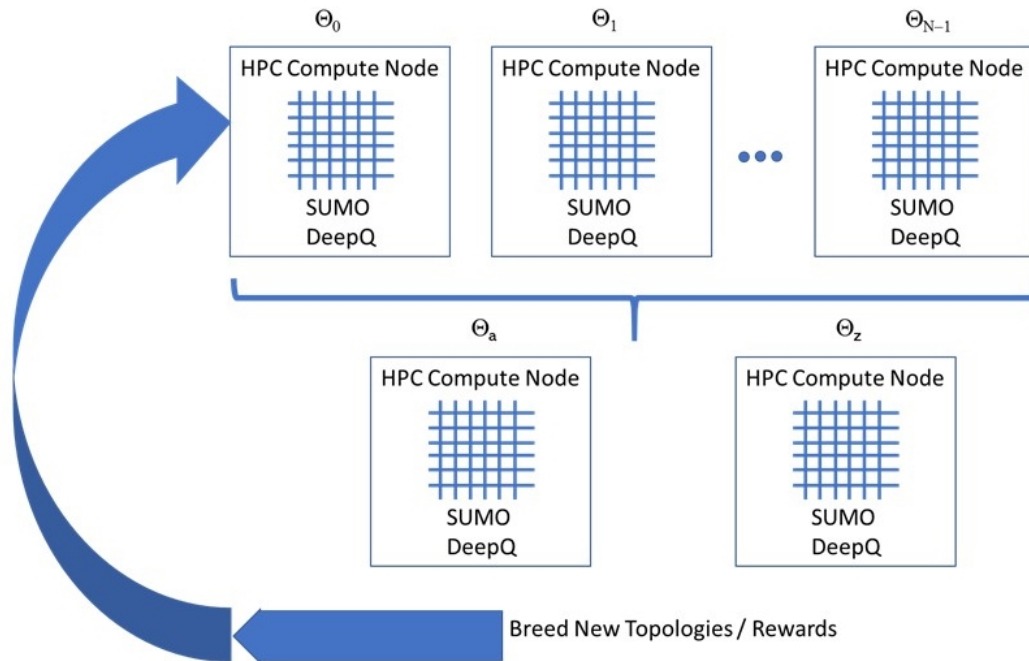 Θ0 Θ1 ΘN−1
HPC Compute Node HPC Compute Node HPC Compute Node
SUMO SUMO SUMO
DeepQ DeepQ DeepQ
Θa Θz
HPC Compute Node HPC Compute Node
SUMO SUMO
DeepQ DeepQ
Breed New Topologies / Rewards